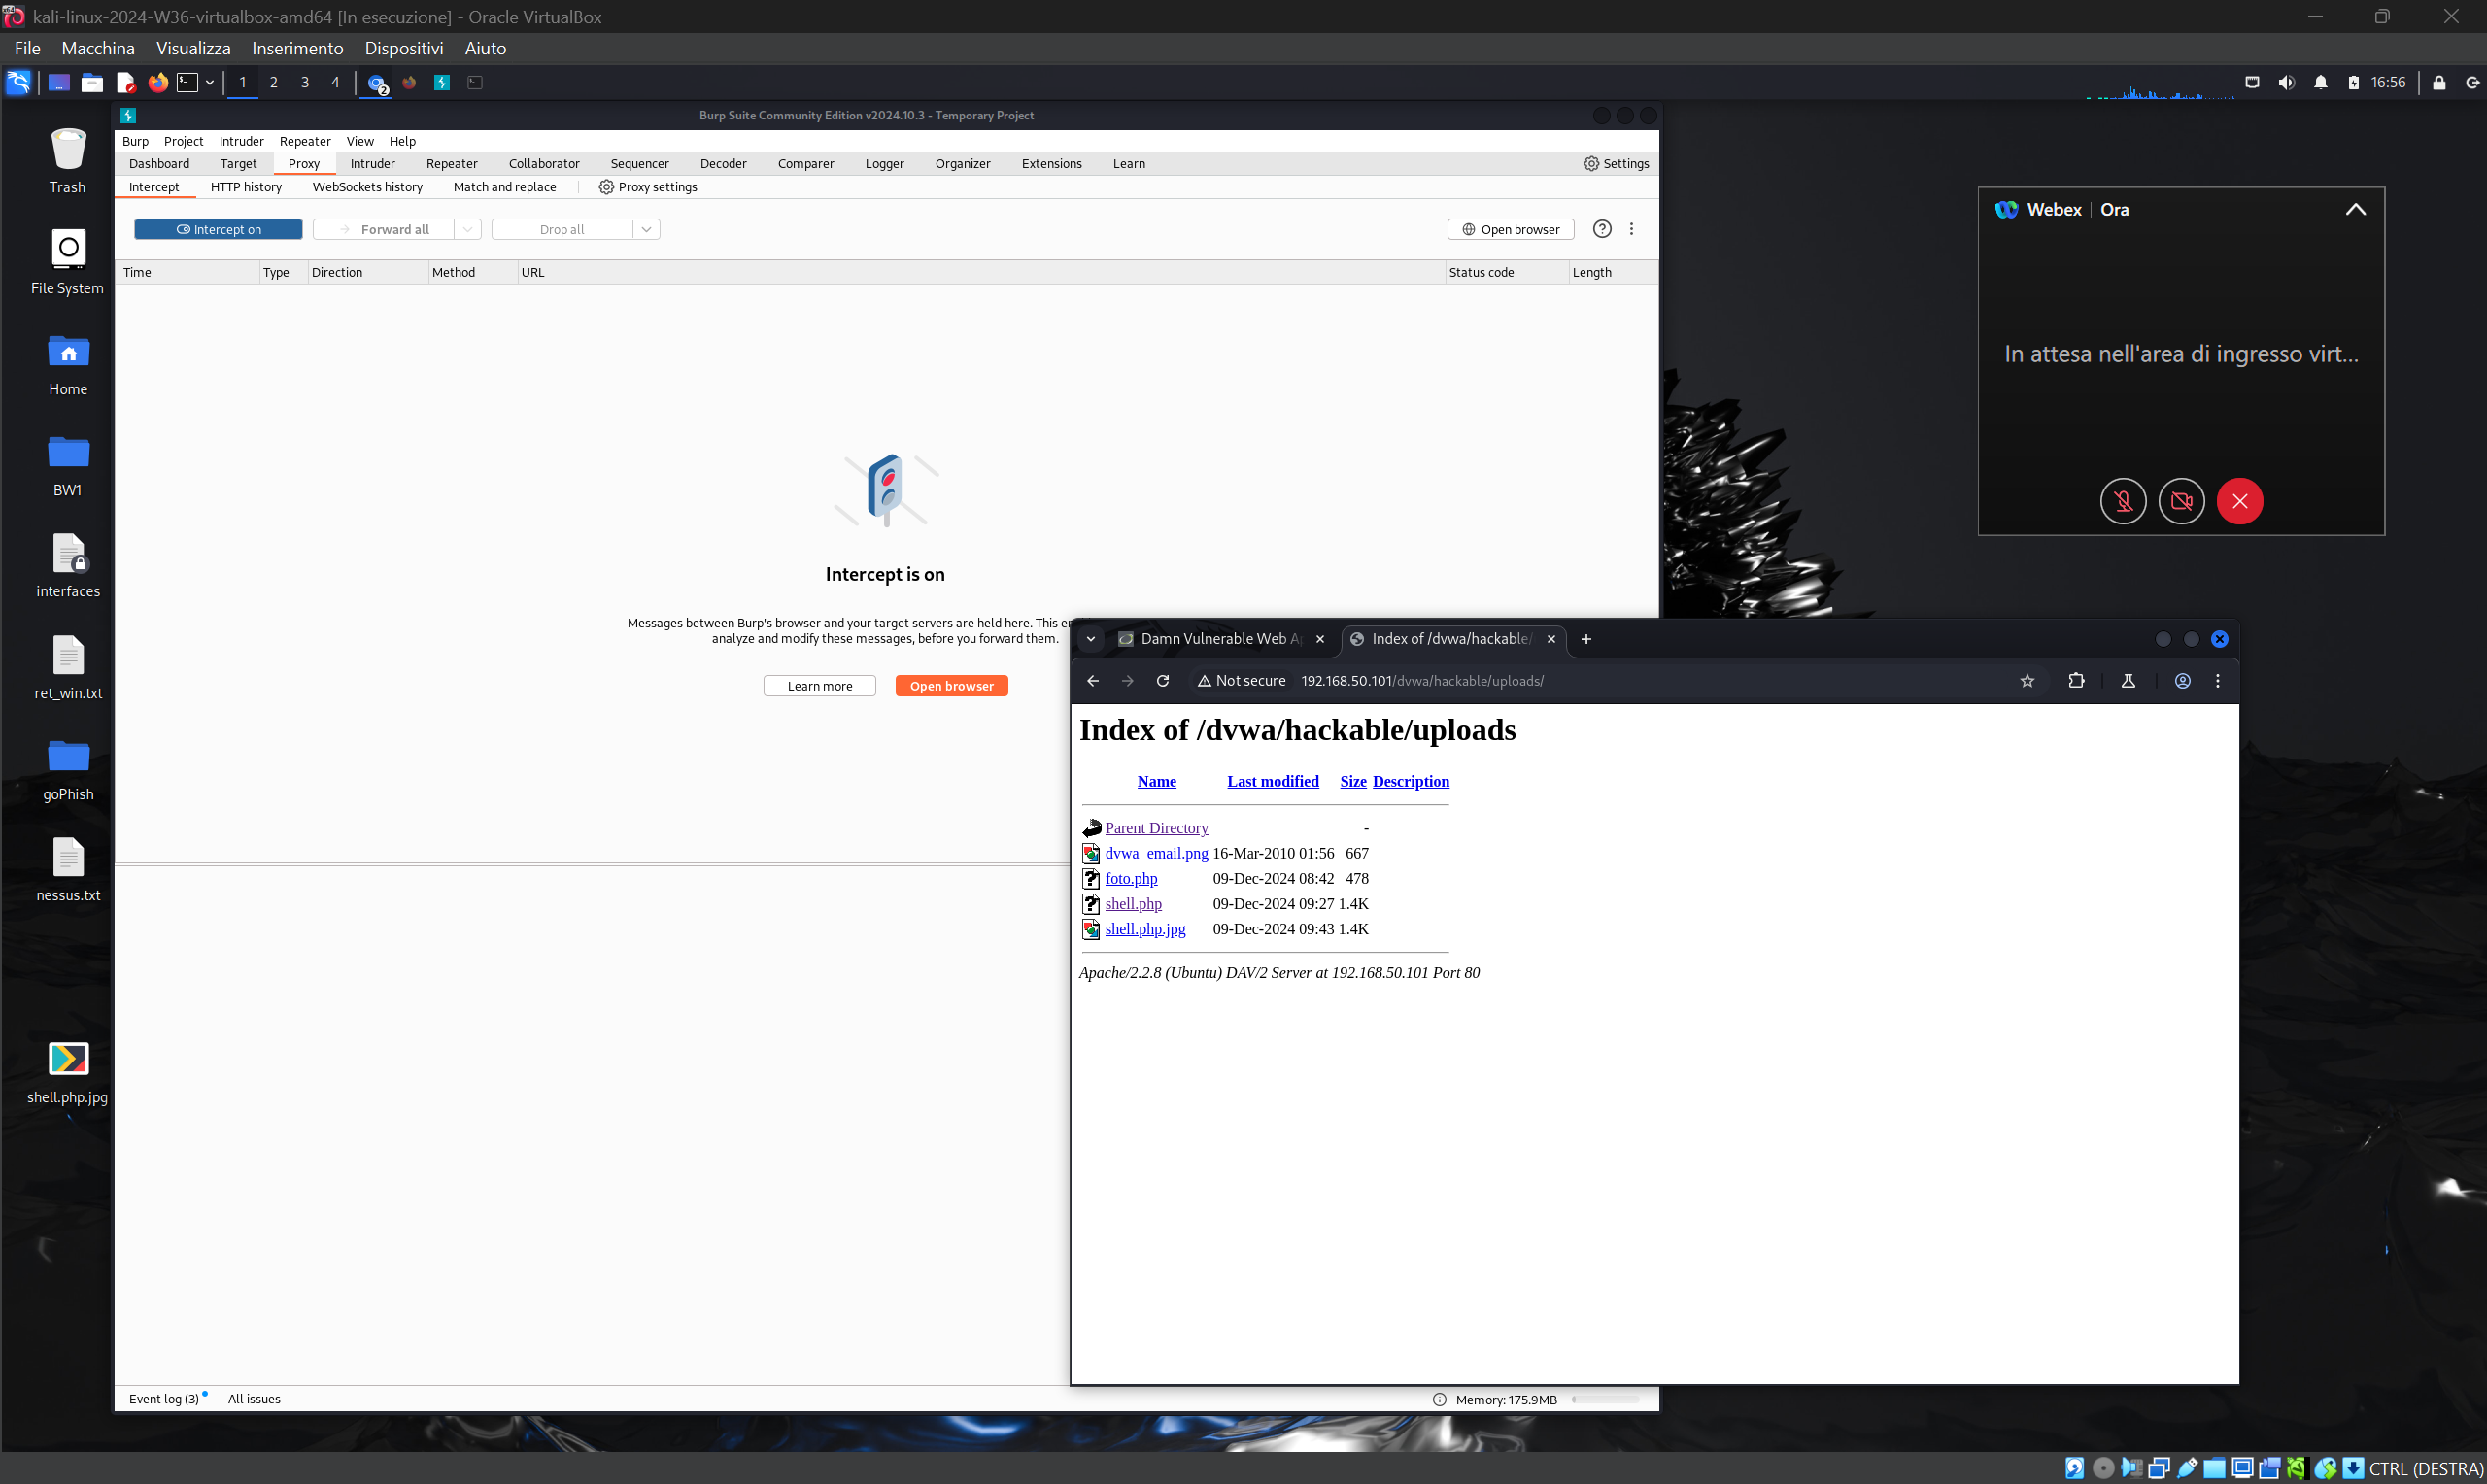 kali-linux-2024-W36-virtualbox-amd64 [In esecuzione] - Oracle VirtualBox
File Macchina Visualizza Inserimento Dispositivi Aiuto
1 2 3 4 2 16:56
Trash
File System
Home
BW1
interfaces
ret_win.txt
goPhish
nessus.txt
shell.php.jpg
Burp Suite Community Edition v2024.10.3 - Temporary Project
Burp Project Intruder Repeater View Help
Dashboard Target Proxy Intruder Repeater Collaborator Sequencer Decoder Comparer Logger Organizer Extensions Learn Settings
Intercept HTTP history WebSockets history Match and replace Proxy settings
Intercept on Forward all Drop all Open browser
Time Type Direction Method URL Status code Length
Intercept is on
Messages between Burp's browser and your target servers are held here. This en
analyze and modify these messages, before you forward them.
Learn more Open browser
Event log (3) All issues Memory: 175.9MB
Webex Ora
In attesa nell'area di ingresso virt...
Damn Vulnerable Web A Index of /dvwa/hackable/
Not secure 192.168.50.101/dvwa/hackable/uploads/
Index of /dvwa/hackable/uploads
Name Last modified Size Description
Parent Directory -
dvwa_email.png 16-Mar-2010 01:56 667
foto.php 09-Dec-2024 08:42 478
shell.php 09-Dec-2024 09:27 1.4K
shell.php.jpg 09-Dec-2024 09:43 1.4K
Apache/2.2.8 (Ubuntu) DAV/2 Server at 192.168.50.101 Port 80
CTRL (DESTRA)